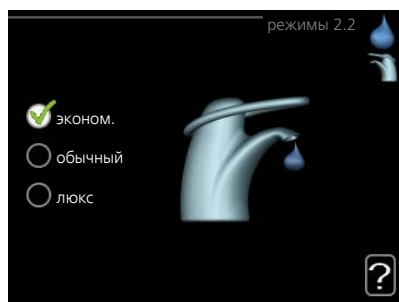 режимы 2.2
эконом.
обычный
люкс
?